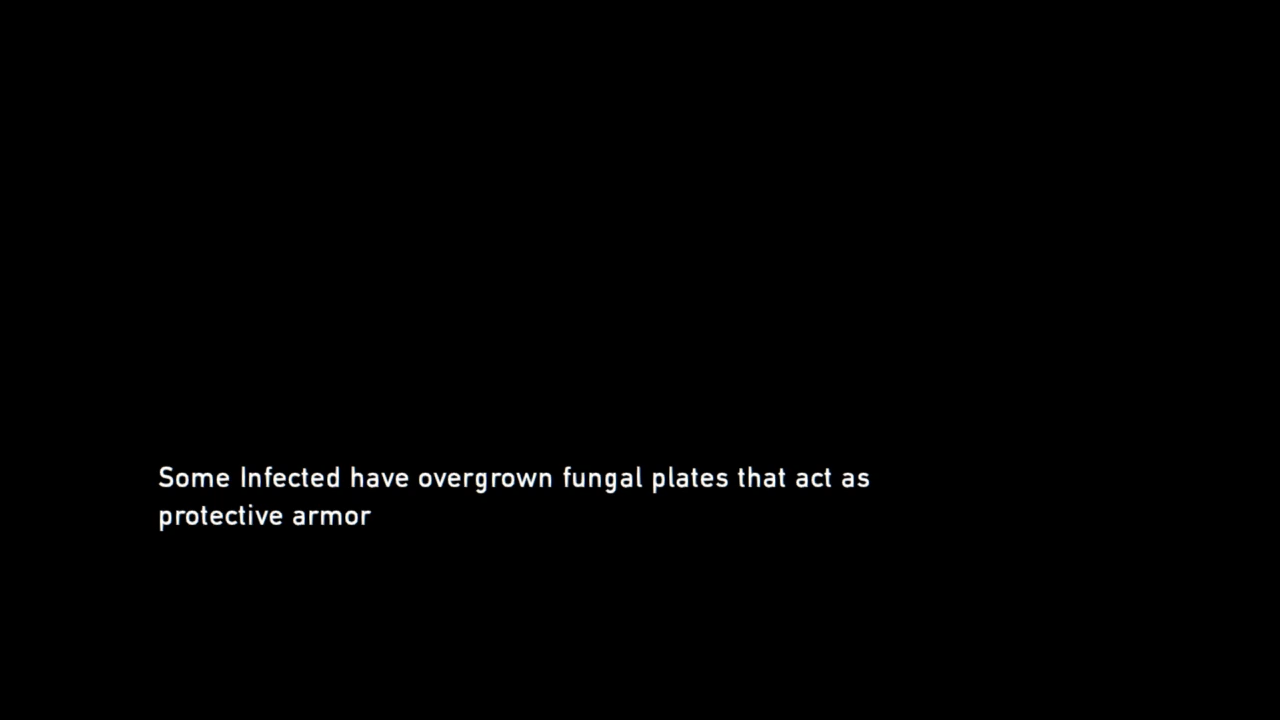 Some Infected have overgrown fungal plates that act as
protective armor